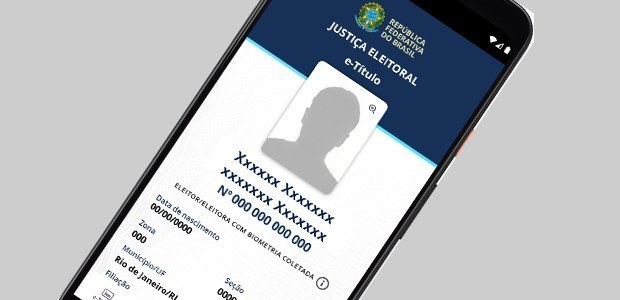 REPÚBLICA
FEDERATIVA
DO BRASIL
JUSTIÇA ELEITORAL
e-Título
Xxxxxx Xxxxxxx
xxxxxxx Xxxxxxx
Nº 000 000 000 000
ELEITOR/ELEITORA COM BIOMETRIA COLETADA
Data de nascimento
00/00/0000
Zona
000
Seção
0000
Município/UF
Rio de Janeiro/RJ
Filiação